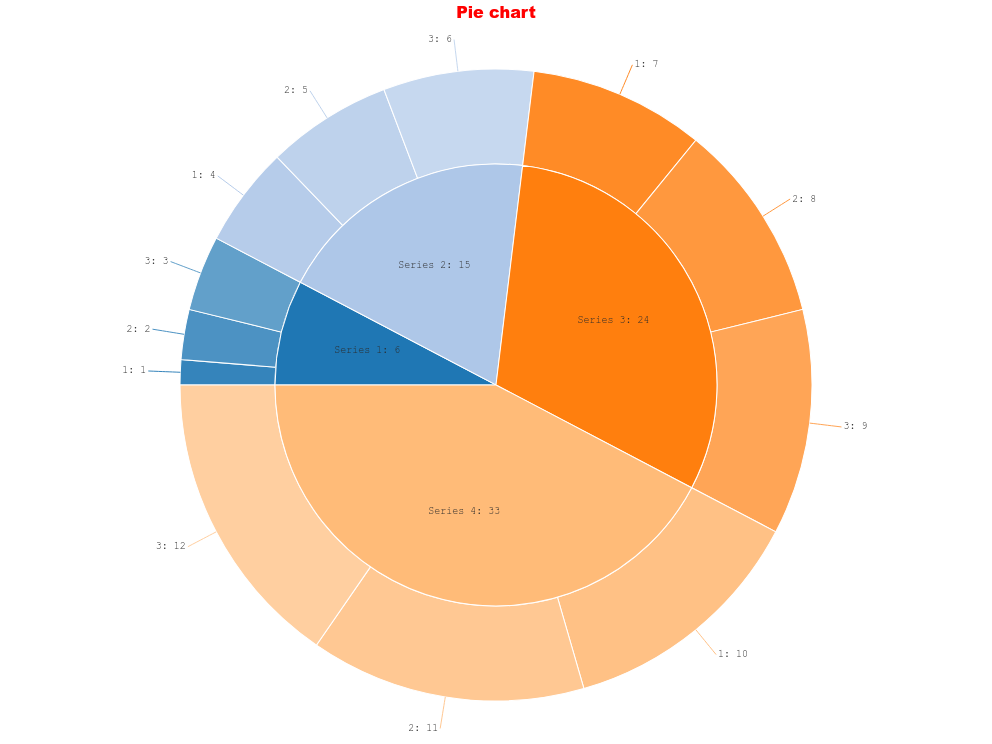 Pie chart
3: 6
1: 7
2: 5
1: 4
2: 8
3: 3
Series 2: 15
Series 3: 24
2: 2
Series 1: 6
1: 1
3: 9
Series 4: 33
3: 12
1: 10
2: 11